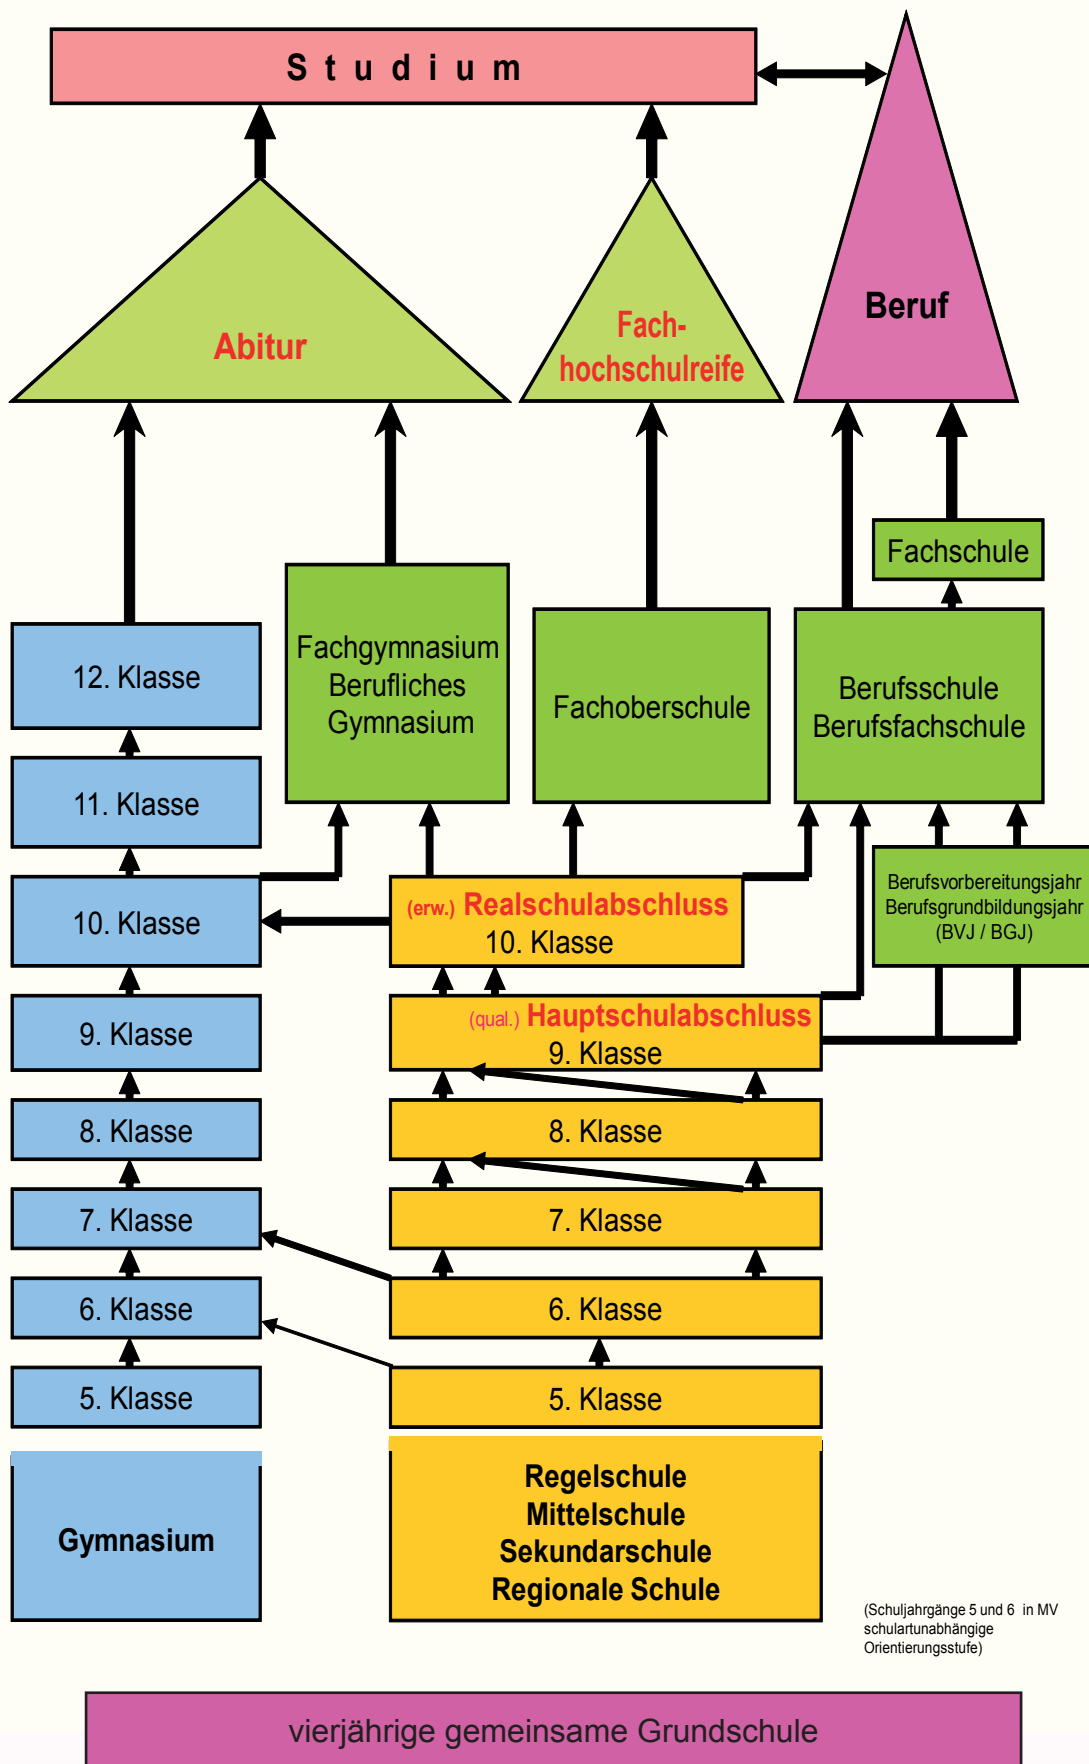 S t u d i u m
Beruf
Abitur
Fach-
hochschulreife
Fachschule
Fachgymnasium
Berufliches
Gymnasium
Fachoberschule
Berufsschule
Berufsfachschule
12. Klasse
11. Klasse
10. Klasse
(erw.) Realschulabschluss
10. Klasse
Berufsvorbereitungsjahr
Berufsgrundbildungsjahr
(BVJ / BGJ)
9. Klasse
(qual.) Hauptschulabschluss
9. Klasse
8. Klasse
8. Klasse
7. Klasse
7. Klasse
6. Klasse
6. Klasse
5. Klasse
5. Klasse
Gymnasium
Regelschule
Mittelschule
Sekundarschule
Regionale Schule
(Schuljahrgänge 5 und 6 in MV
schulartunabhängige
Orientierungsstufe)
vierjährige gemeinsame Grundschule